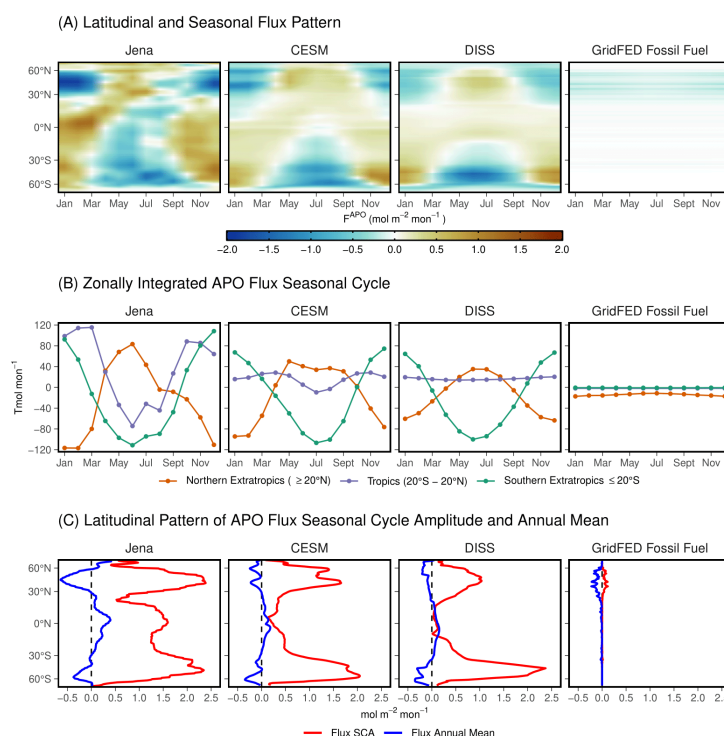 (A) Latitudinal and Seasonal Flux Pattern
Jena CESM DISS GridFED Fossil Fuel
60°N
30°N
0°N
30°S
60°S
Jan Mar May Jul Sept Nov Jan Mar May Jul Sept Nov Jan Mar May Jul Sept Nov Jan Mar May Jul Sept Nov
F^APO (mol m⁻² mon⁻¹)
−2.0 −1.5 −1.0 −0.5 0.0 0.5 1.0 1.5 2.0
(B) Zonally Integrated APO Flux Seasonal Cycle
Jena CESM DISS GridFED Fossil Fuel
Tmol mon⁻¹
120
80
40
0
−40
−80
−120
Jan Mar May Jul Sept Nov Jan Mar May Jul Sept Nov Jan Mar May Jul Sept Nov Jan Mar May Jul Sept Nov
Northern Extratropics ( ≥ 20°N) Tropics (20°S − 20°N) Southern Extratropics ≤ 20°S
(C) Latitudinal Pattern of APO Flux Seasonal Cycle Amplitude and Annual Mean
Jena CESM DISS GridFED Fossil Fuel
60°N
30°N
0°N
30°S
60°S
−0.5 0.0 0.5 1.0 1.5 2.0 2.5 −0.5 0.0 0.5 1.0 1.5 2.0 2.5 −0.5 0.0 0.5 1.0 1.5 2.0 2.5 −0.5 0.0 0.5 1.0 1.5 2.0
mol m⁻² mon⁻¹
Flux SCA Flux Annual Mean